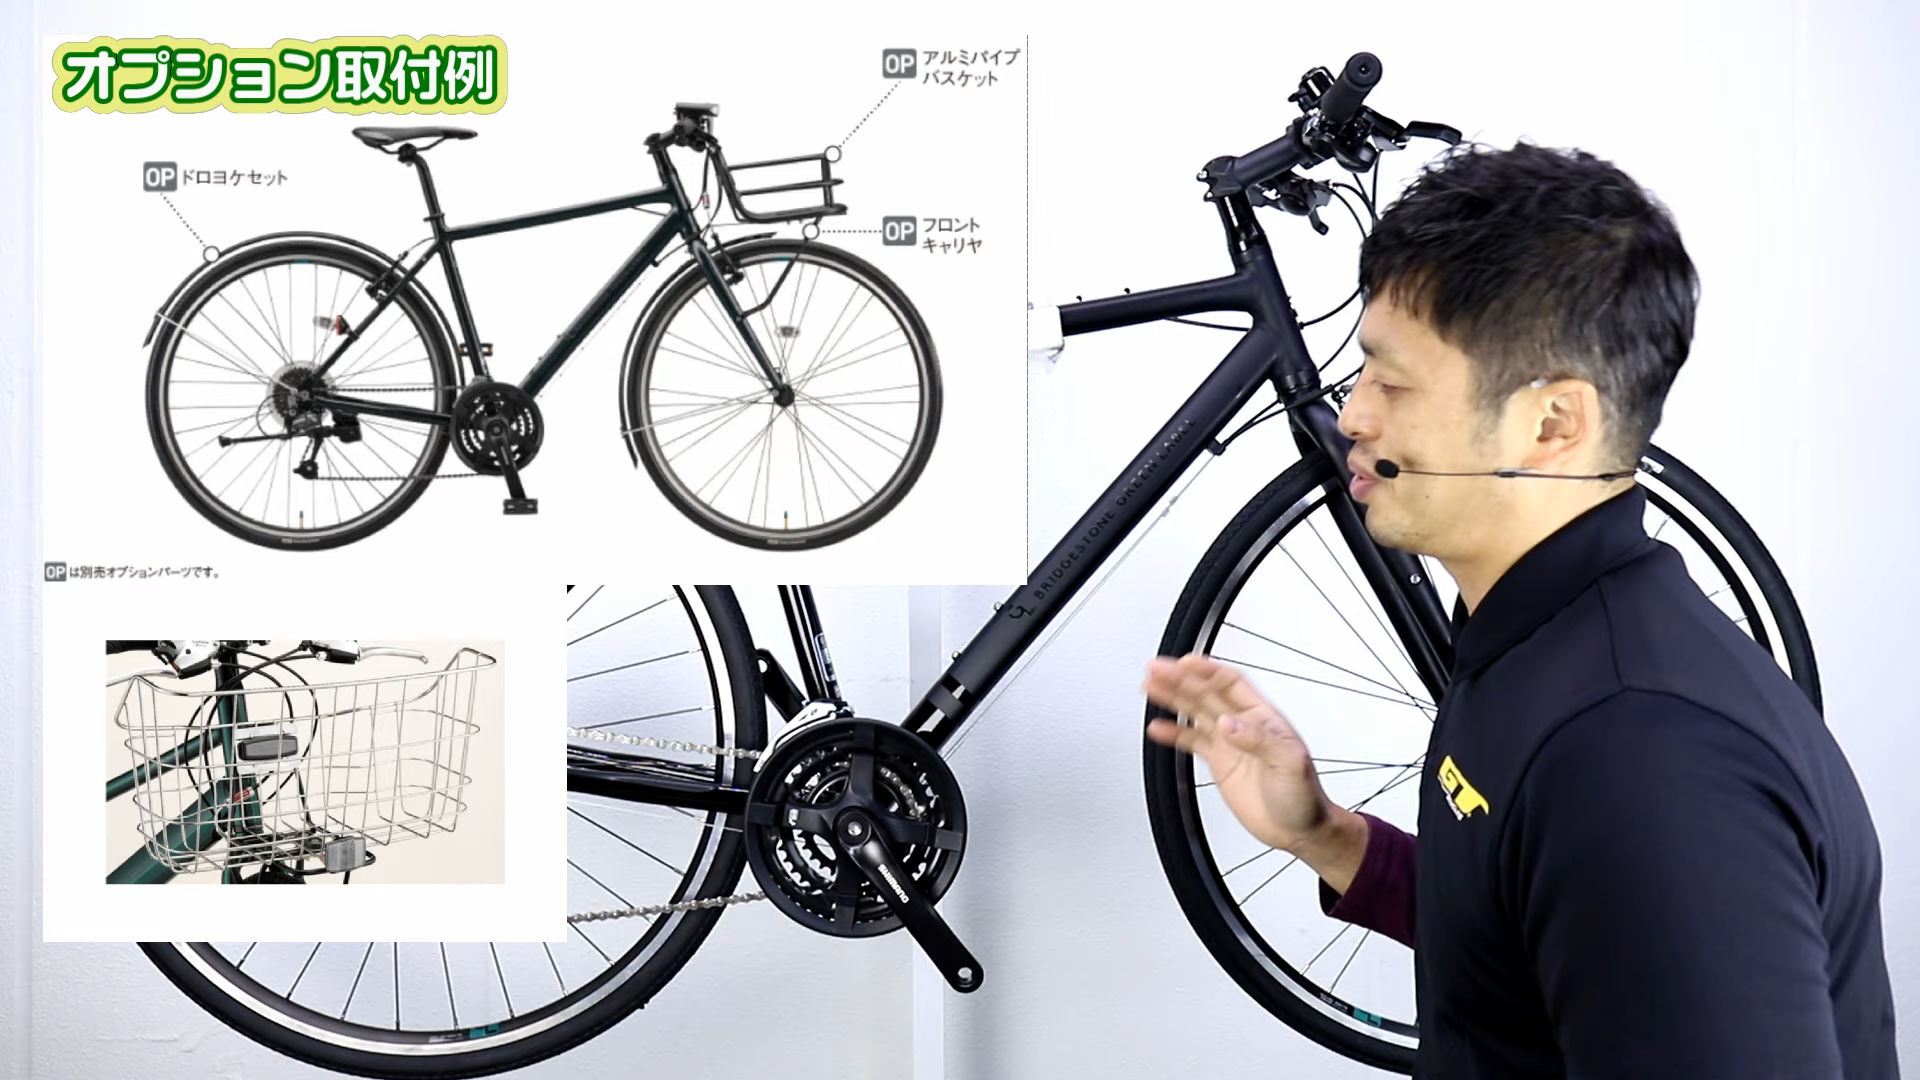 オプション取付例
OP アルミパイプ
バスケット
OP ドロヨケセット
OP フロント
キャリヤ
OP は別売オプションパーツです。
BRIDGESTONE GREEN LABEL
SHIMANO
GT